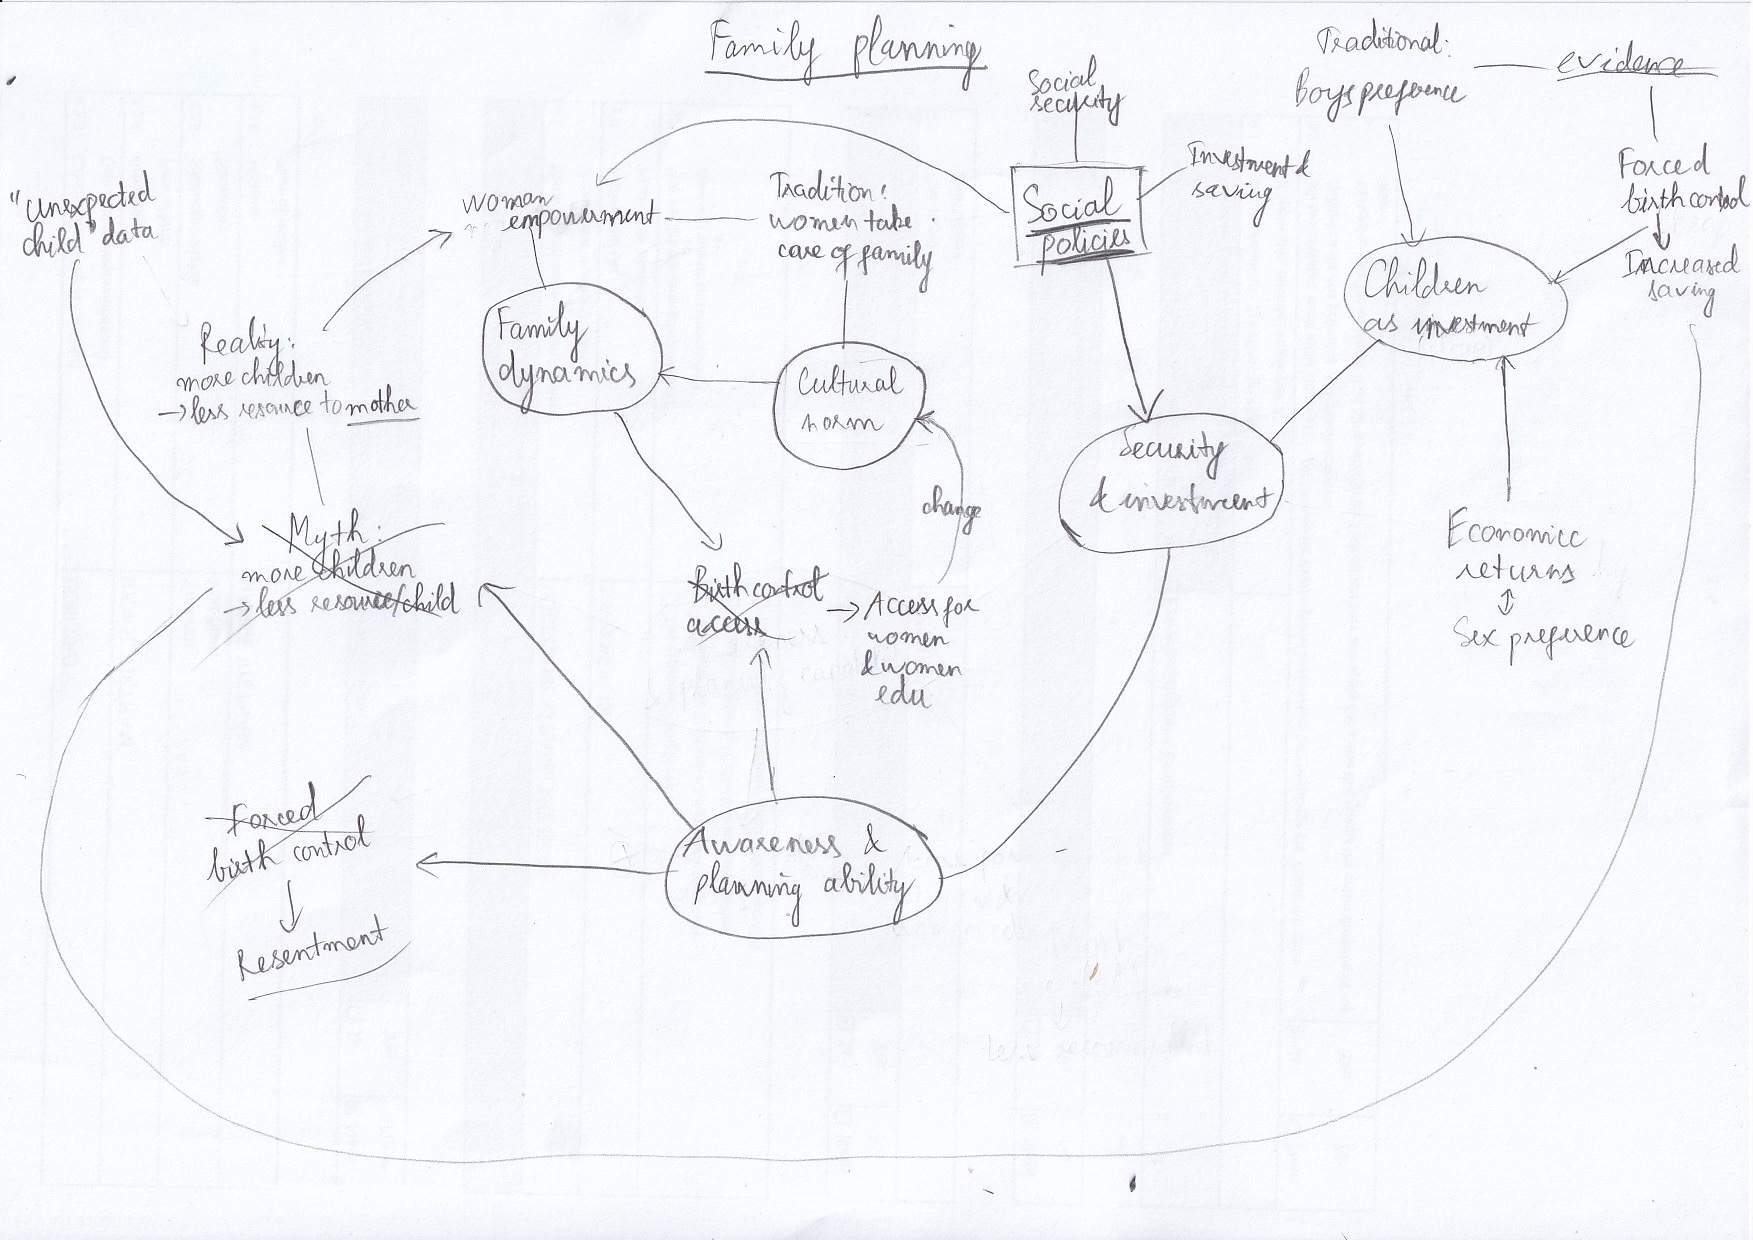 Family planning
Social
security
Traditional:
Boys preference
evidence
Investment &
saving
Forced
birth control
Increased
saving
"Unexpected
child" data
woman
empowerment
Tradition:
women take
care of family
Social
policies
Children
as investment
Reality:
more children
→ less resource to mother
Family
dynamics
Cultural
norm
Security
& investment
change
Myth:
more children
→ less resource/child
Birth control
access
→ Access for
women
& women
edu
Economic
returns
↕
Sex preference
Forced
birth control
Resentment
Awareness &
planning ability